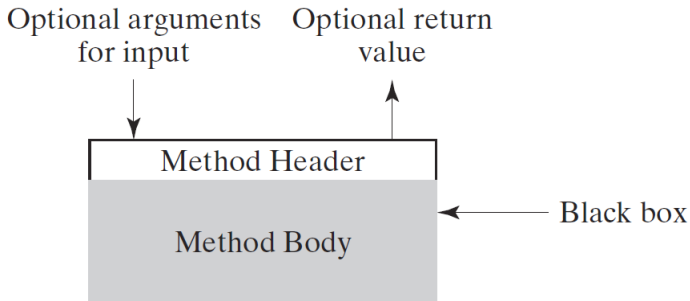 Optional arguments
for input
Optional return
value
Method Header
Black box
Method Body